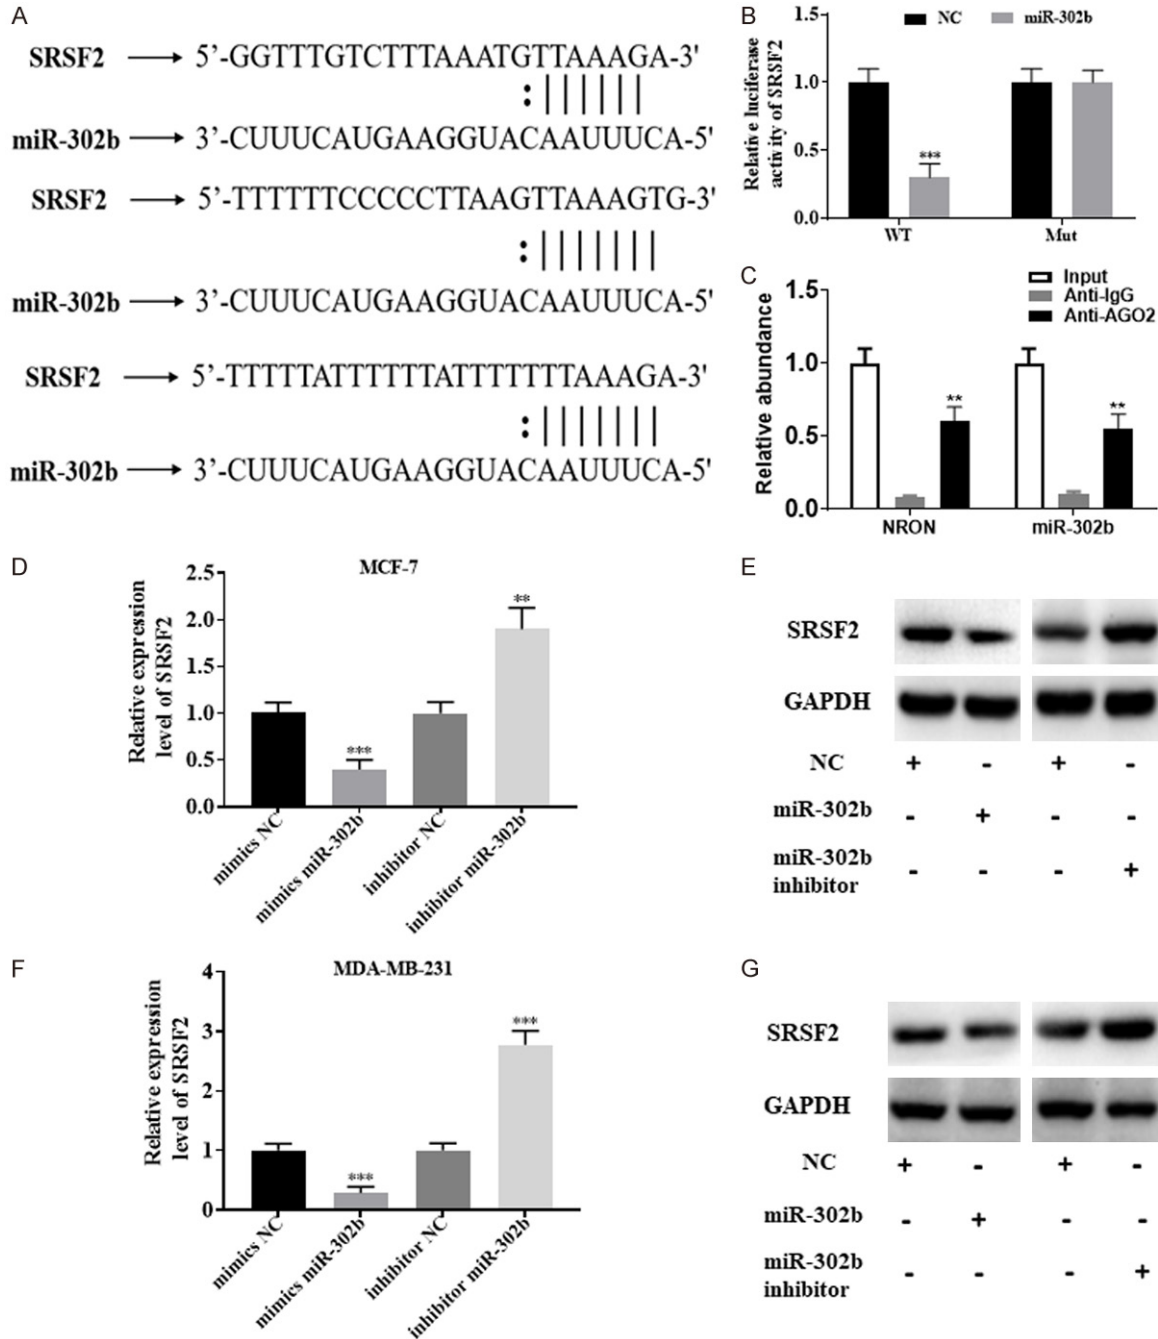 A
SRSF2 5'-GGTTTGTCTTTAAATGTTAAAGA-3'
miR-302b 3'-CUUUCAUGAAGGUACAAUUUCA-5'
SRSF2 5'-TTTTTTCCCCCTTAAGTTAAAGTG-3'
miR-302b 3'-CUUUCAUGAAGGUACAAUUUCA-5'
SRSF2 5'-TTTTTATTTTTTATTTTTTTAAAGA-3'
miR-302b 3'-CUUUCAUGAAGGUACAAUUUCA-5'
B
NC miR-302b
Relative luciferase
activity of SRSF2
1.5
1.0
0.5
0.0
***
WT Mut
C
Input
Anti-IgG
Anti-AGO2
Relative abundance
1.5
1.0
0.5
0.0
** **
NRON miR-302b
D
MCF-7
Relative expression
level of SRSF2
2.5
2.0
1.5
1.0
0.5
0.0
*** **
mimics NC
mimics miR-302b
inhibitor NC
inhibitor miR-302b
E
SRSF2
GAPDH
NC + - + -
miR-302b - + - -
miR-302b
inhibitor - - - +
F
MDA-MB-231
Relative expression
level of SRSF2
4
3
2
1
0
*** ***
mimics NC
mimics miR-302b
inhibitor NC
inhibitor miR-302b
G
SRSF2
GAPDH
NC + - + -
miR-302b - + - -
miR-302b
inhibitor - - - +